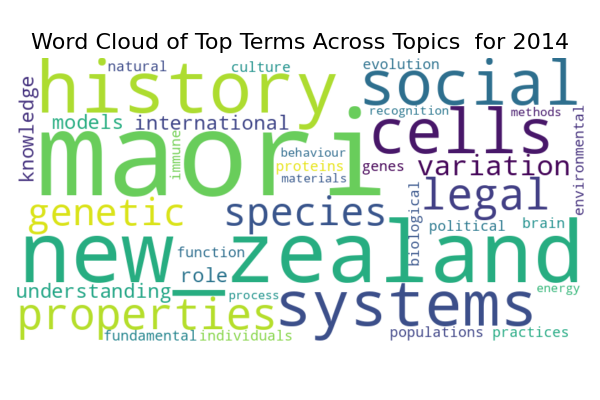 Word Cloud of Top Terms Across Topics  for 2014
natural
culture
evolution
history
social
knowledge
recognition
methods
models
international
cells
environmental
maori
immune
behaviour
proteins
genes
variation
materials
genetic
species
legal
biological
political
brain
new_zealand
function
role
understanding
process
energy
properties
systems
fundamental
individuals
populations
practices